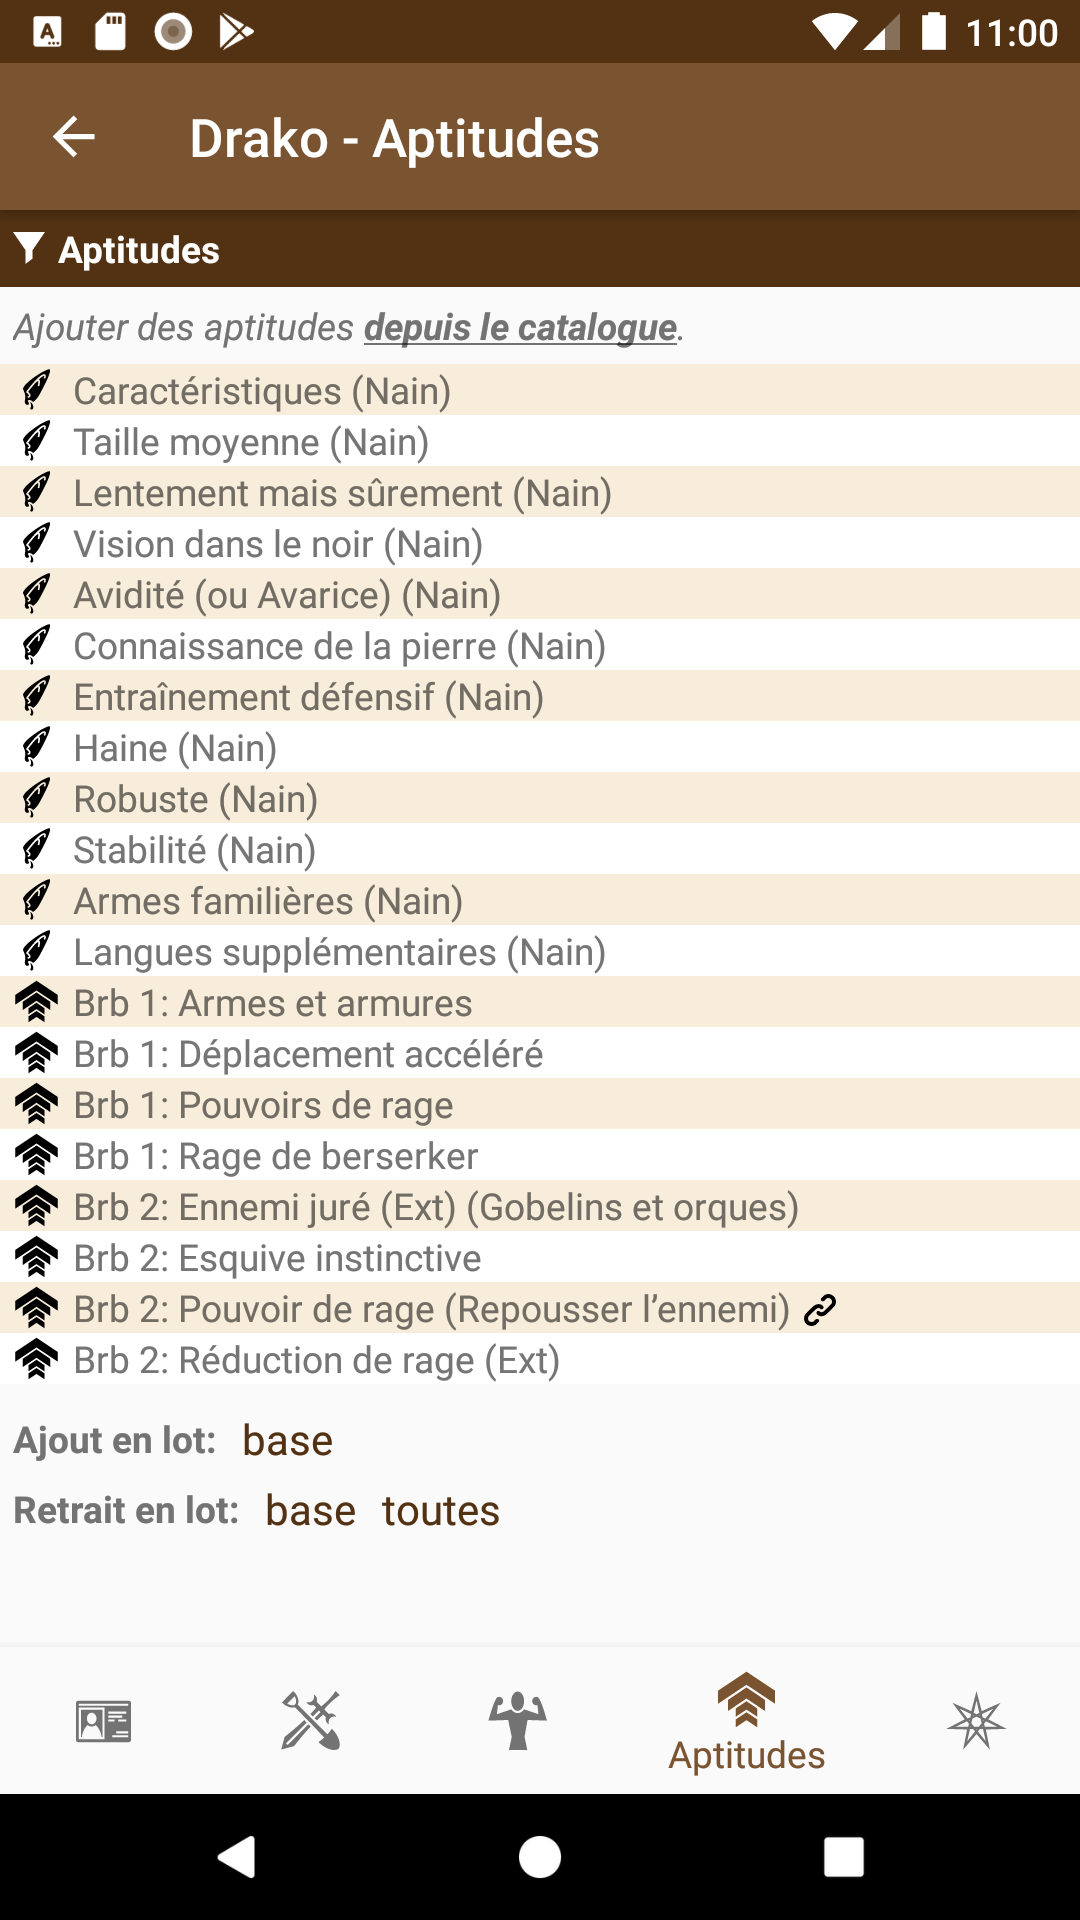 11:00
Drako - Aptitudes
Aptitudes
Ajouter des aptitudes depuis le catalogue.
Caractéristiques (Nain)
Taille moyenne (Nain)
Lentement mais sûrement (Nain)
Vision dans le noir (Nain)
Avidité (ou Avarice) (Nain)
Connaissance de la pierre (Nain)
Entraînement défensif (Nain)
Haine (Nain)
Robuste (Nain)
Stabilité (Nain)
Armes familières (Nain)
Langues supplémentaires (Nain)
Brb 1: Armes et armures
Brb 1: Déplacement accéléré
Brb 1: Pouvoirs de rage
Brb 1: Rage de berserker
Brb 2: Ennemi juré (Ext) (Gobelins et orques)
Brb 2: Esquive instinctive
Brb 2: Pouvoir de rage (Repousser l’ennemi)
Brb 2: Réduction de rage (Ext)
Ajout en lot: base
Retrait en lot: base toutes
Aptitudes